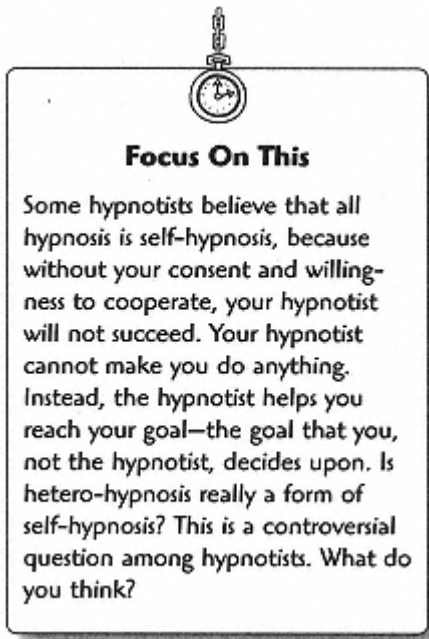 Focus On This
Some hypnotists believe that all
hypnosis is self-hypnosis, because
without your consent and willing-
ness to cooperate, your hypnotist
will not succeed. Your hypnotist
cannot make you do anything.
Instead, the hypnotist helps you
reach your goal—the goal that you,
not the hypnotist, decides upon. Is
hetero-hypnosis really a form of
self-hypnosis? This is a controversial
question among hypnotists. What do
you think?